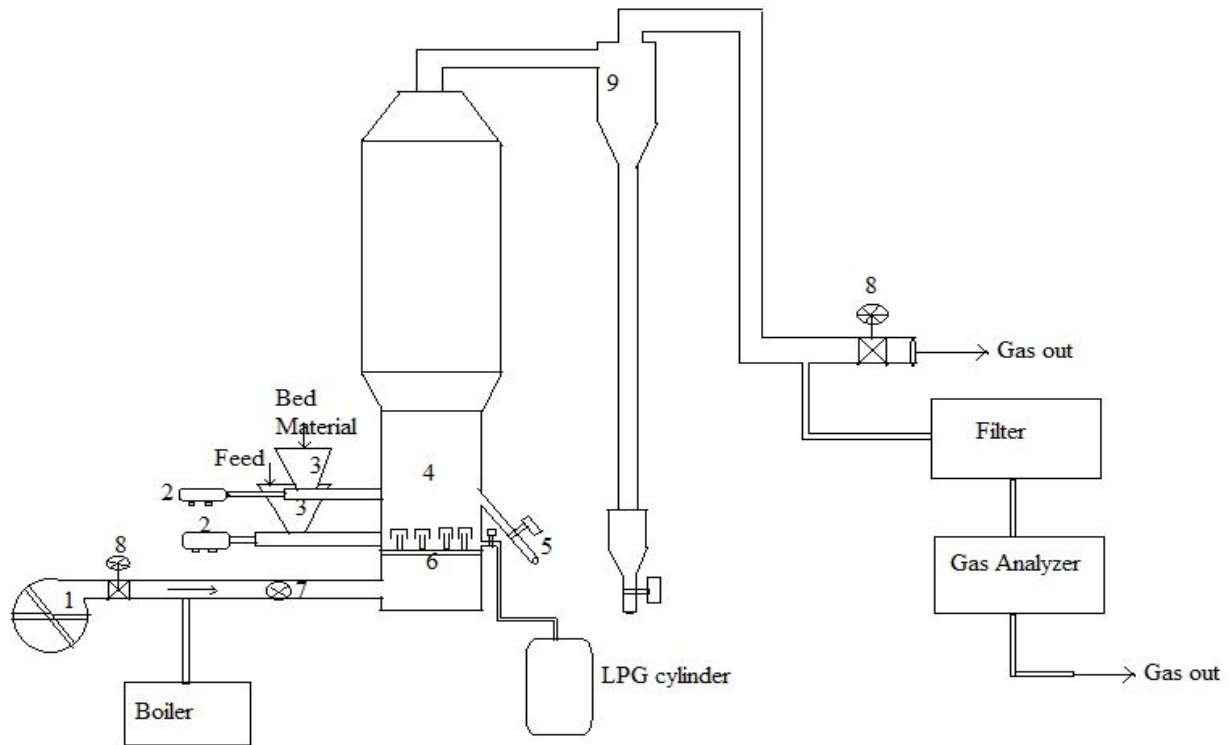 9
8
Gas out
Bed
Material
Feed
3
4
Filter
2
3
2
5
8
6
Gas Analyzer
1
7
LPG cylinder
Gas out
Boiler